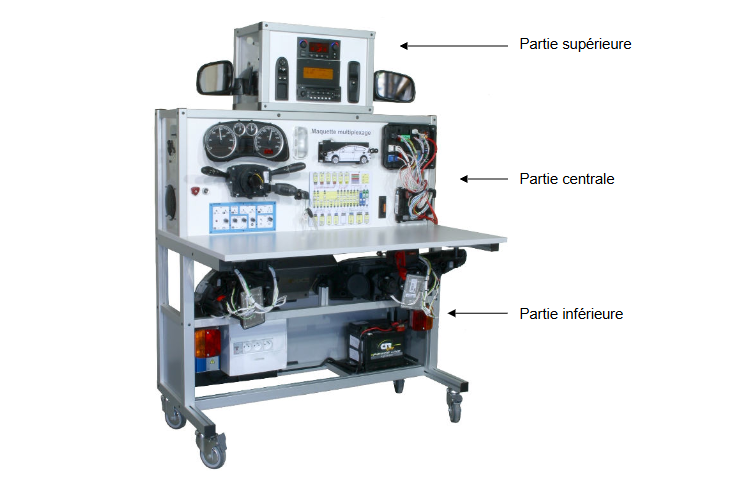 Partie supérieure
Maquette multiplexage
Partie centrale
Partie inférieure